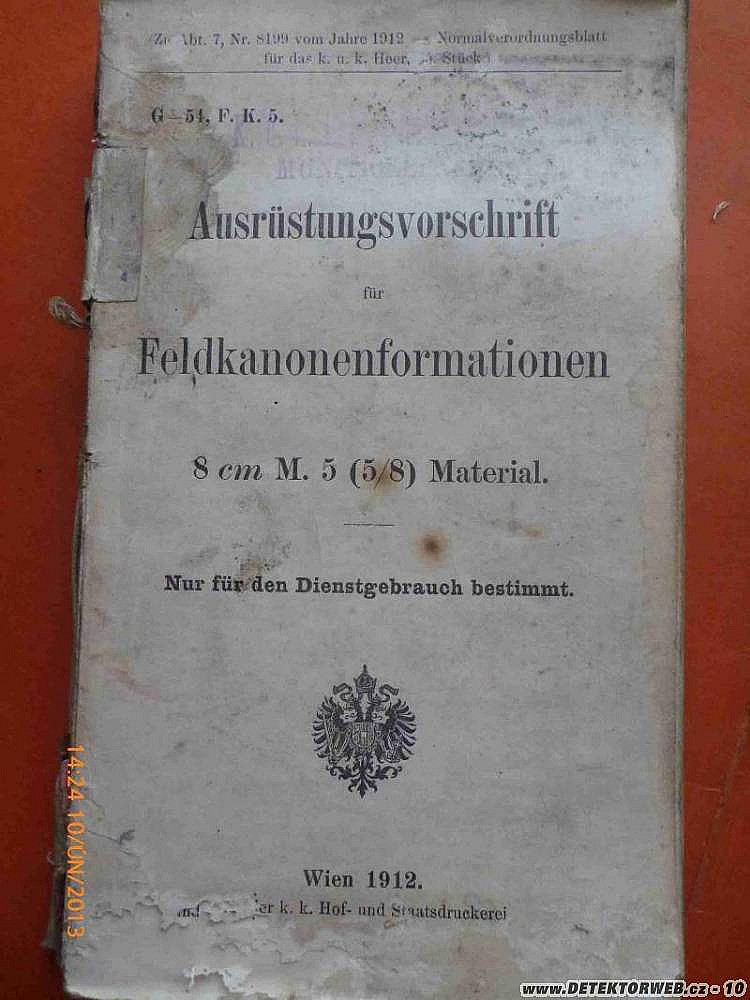 Zu Abt. 7, Nr. 8199 vom Jahre 1912 — Normalverordnungsblatt
für das k. u. k. Heer, Stück
G—54, F. K. 5.
Ausrüstungsvorschrift
für
Feldkanonenformationen
8 cm M. 5 (5/8) Material.
Nur für den Dienstgebrauch bestimmt.
Wien 1912.
k. k. Hof- und Staatsdruckerei
14:24 10/JUN/2013
www.DETEKTORWEB.cz - 10